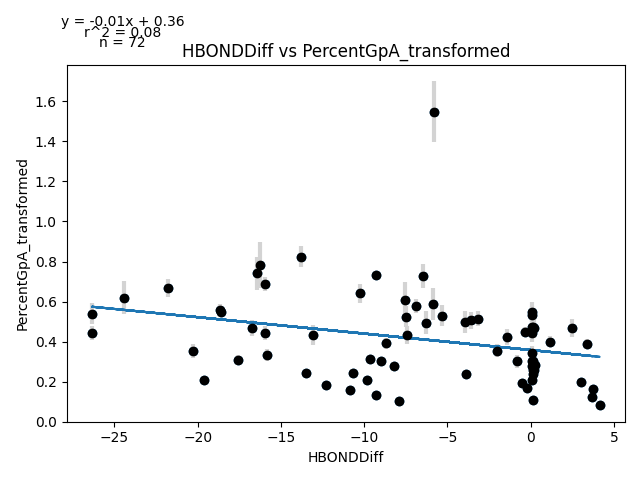 y = -0.01x + 0.36
r^2 = 0.08
n = 72
HBONDDiff vs PercentGpA_transformed
PercentGpA_transformed
1.6
1.4
1.2
1.0
0.8
0.6
0.4
0.2
0.0
−25 −20 −15 −10 −5 0 5
HBONDDiff